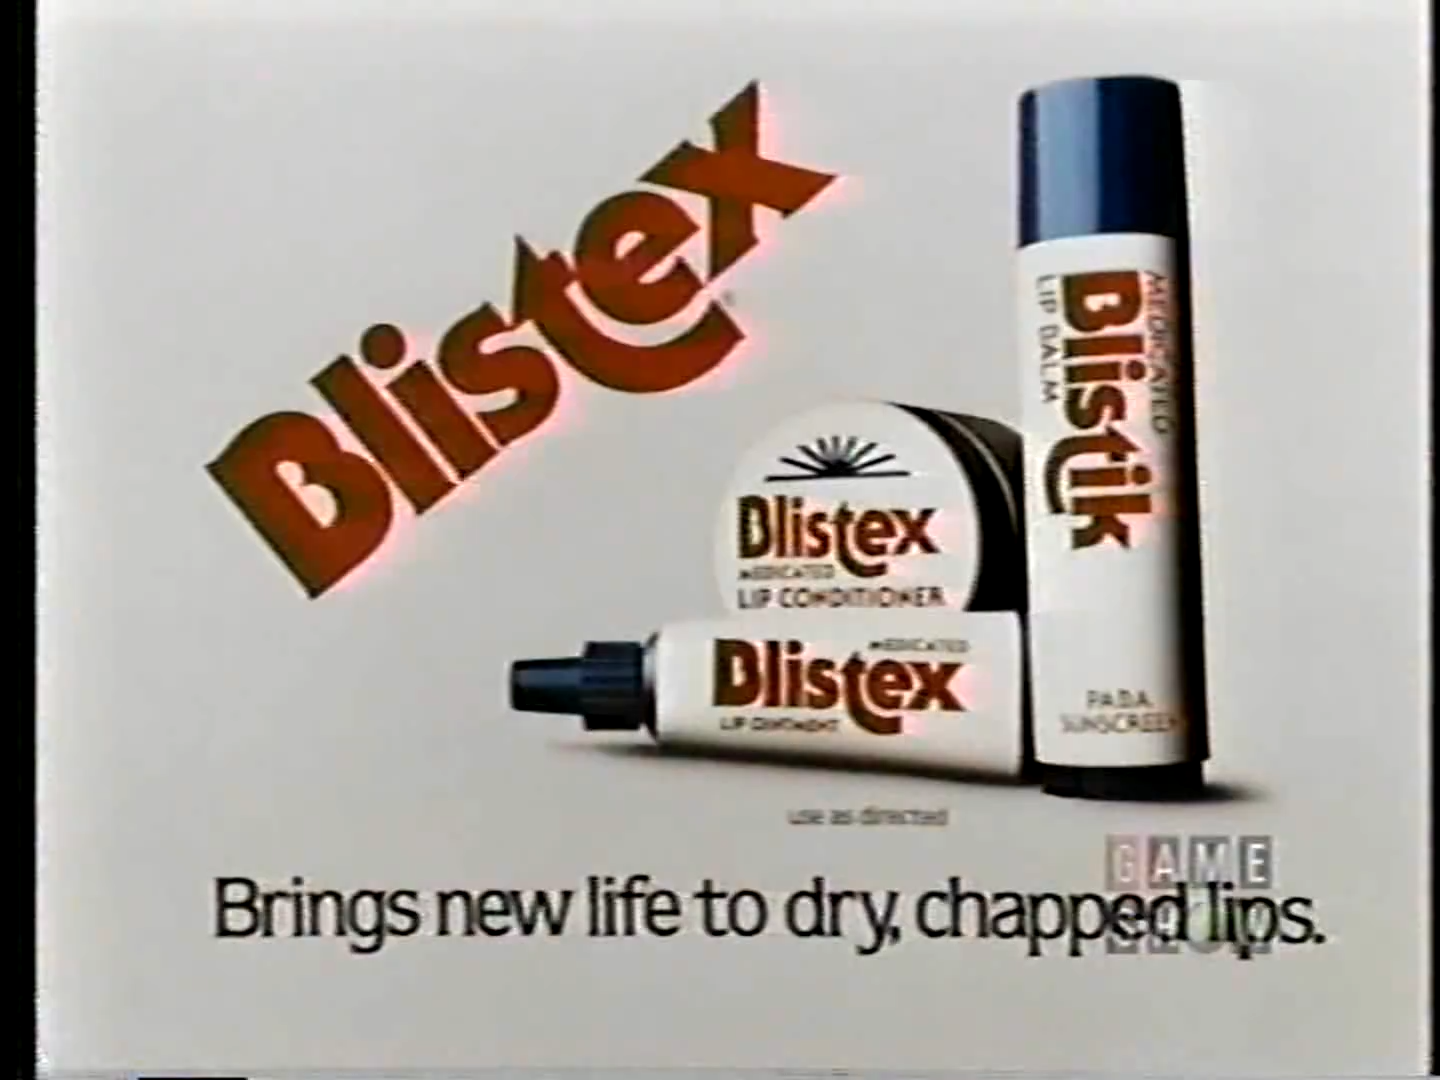 Blistex®
MEDICATED
Blistik
LIP BALM
PABA
SUNSCREEN
Blistex
MEDICATED
LIP CONDITIONER
MEDICATED
Blistex
LIP OINTMENT
use as directed
Brings new life to dry, chapped lips.
GAME
SHOW